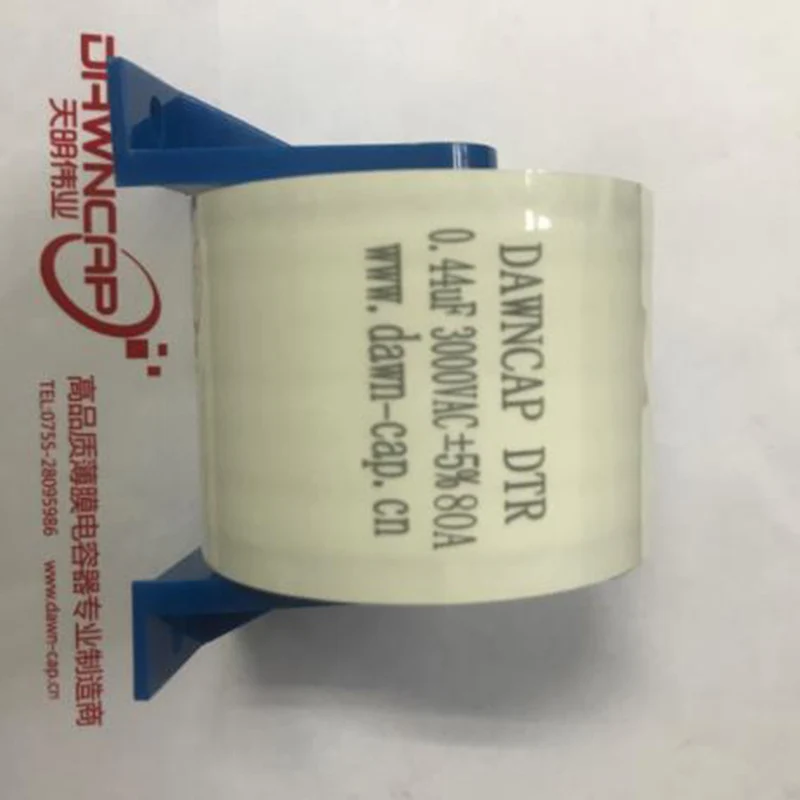 DAWNCAP DTR
0.44uF 3000VAC±5% 80A
www.dawn-cap.cn
DAWNCAP
天明伟业
高品质薄膜电容器专业制造商
TEL:0755-28095986 www.dawn-cap.cn